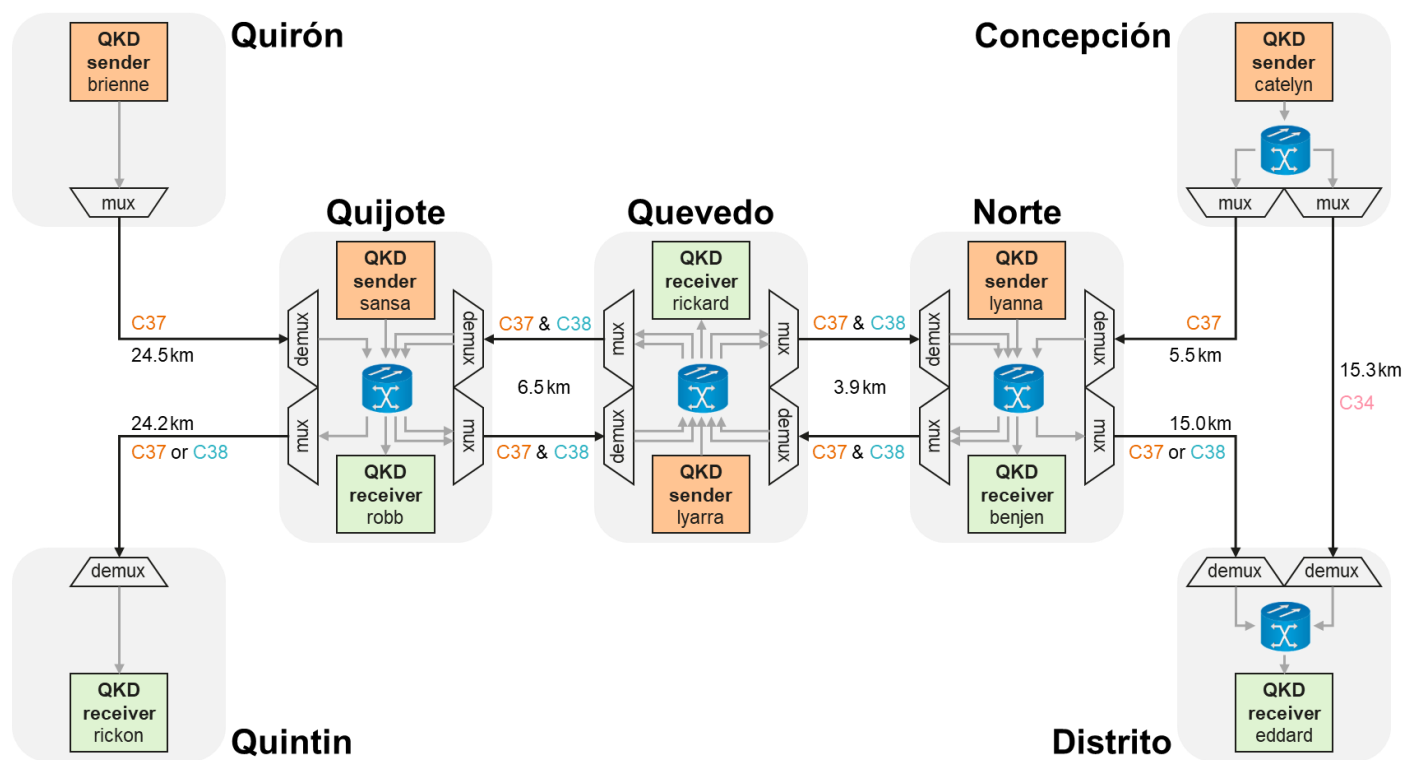 Quirón
QKD
sender
brienne
mux
Concepción
QKD
sender
catelyn
mux
mux
Quijote
QKD
sender
sansa
demux
demux
mux
mux
QKD
receiver
robb
Quevedo
QKD
receiver
rickard
mux
mux
demux
demux
QKD
sender
lyarra
Norte
QKD
sender
lyanna
demux
demux
mux
mux
QKD
receiver
benjen
C37
24.5 km
C37 & C38
6.5 km
C37 & C38
C37 & C38
3.9 km
C37 & C38
C37
5.5 km
15.3 km
C34
24.2 km
C37 or C38
15.0 km
C37 or C38
demux
QKD
receiver
rickon
Quintin
demux
demux
QKD
receiver
eddard
Distrito